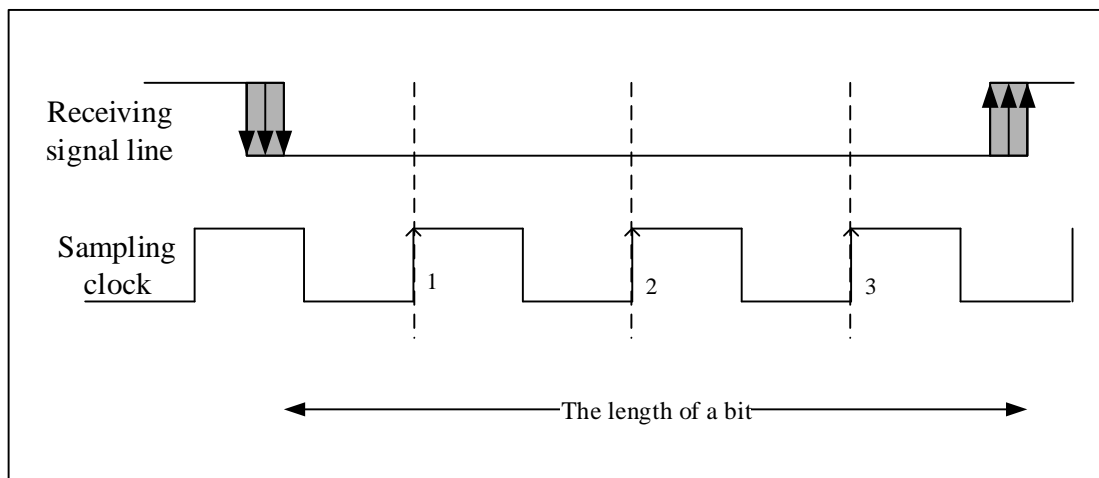 Receiving
signal line
Sampling
clock
1
2
3
The length of a bit